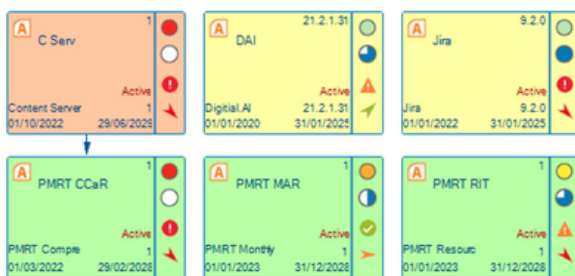 1
A
C Serv
Active
Content Server 1
01/10/2022 29/06/2025
21.2.1.31
A
DAI
Active
Digitial.AI 21.2.1.31
01/01/2020 31/01/2025
9.2.0
A
Jira
Active
Jira 9.2.0
01/01/2022 31/01/2025
1
A
PMRT CCaR
Active
PMRT Compre 1
01/03/2022 29/02/2028
1
A
PMRT MAR
Active
PMRT Monthly 1
01/01/2023 31/12/2028
1
A
PMRT RIT
Active
PMRT Resourc 1
01/01/2023 31/12/2028